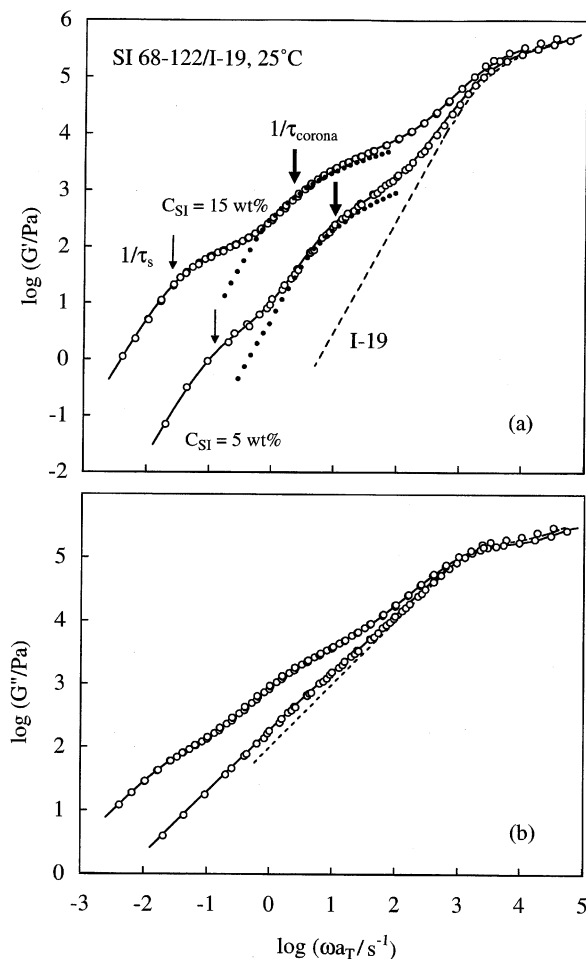 6
SI 68-122/I-19, 25°C
5
1/τcorona
4
log (G'/Pa)
3
CSI = 15 wt%
2
1/τs
1
0
I-19
-1
CSI = 5 wt%
(a)
-2
5
4
log (G''/Pa)
3
2
1
(b)
0
-3 -2 -1 0 1 2 3 4 5
log (ωaT/s-1)